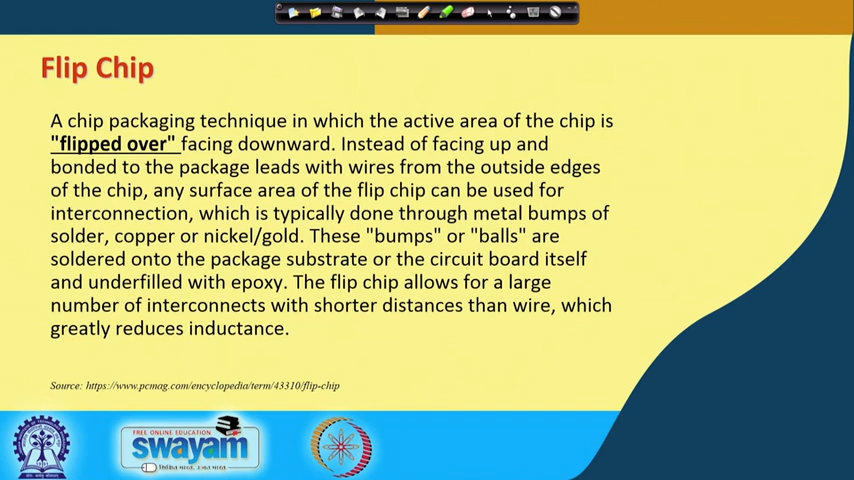 Flip Chip
A chip packaging technique in which the active area of the chip is
"flipped over" facing downward. Instead of facing up and
bonded to the package leads with wires from the outside edges
of the chip, any surface area of the flip chip can be used for
interconnection, which is typically done through metal bumps of
solder, copper or nickel/gold. These "bumps" or "balls" are
soldered onto the package substrate or the circuit board itself
and underfilled with epoxy. The flip chip allows for a large
number of interconnects with shorter distances than wire, which
greatly reduces inductance.
Source: https://www.pcmag.com/encyclopedia/term/43310/flip-chip
FREE ONLINE EDUCATION
swayam